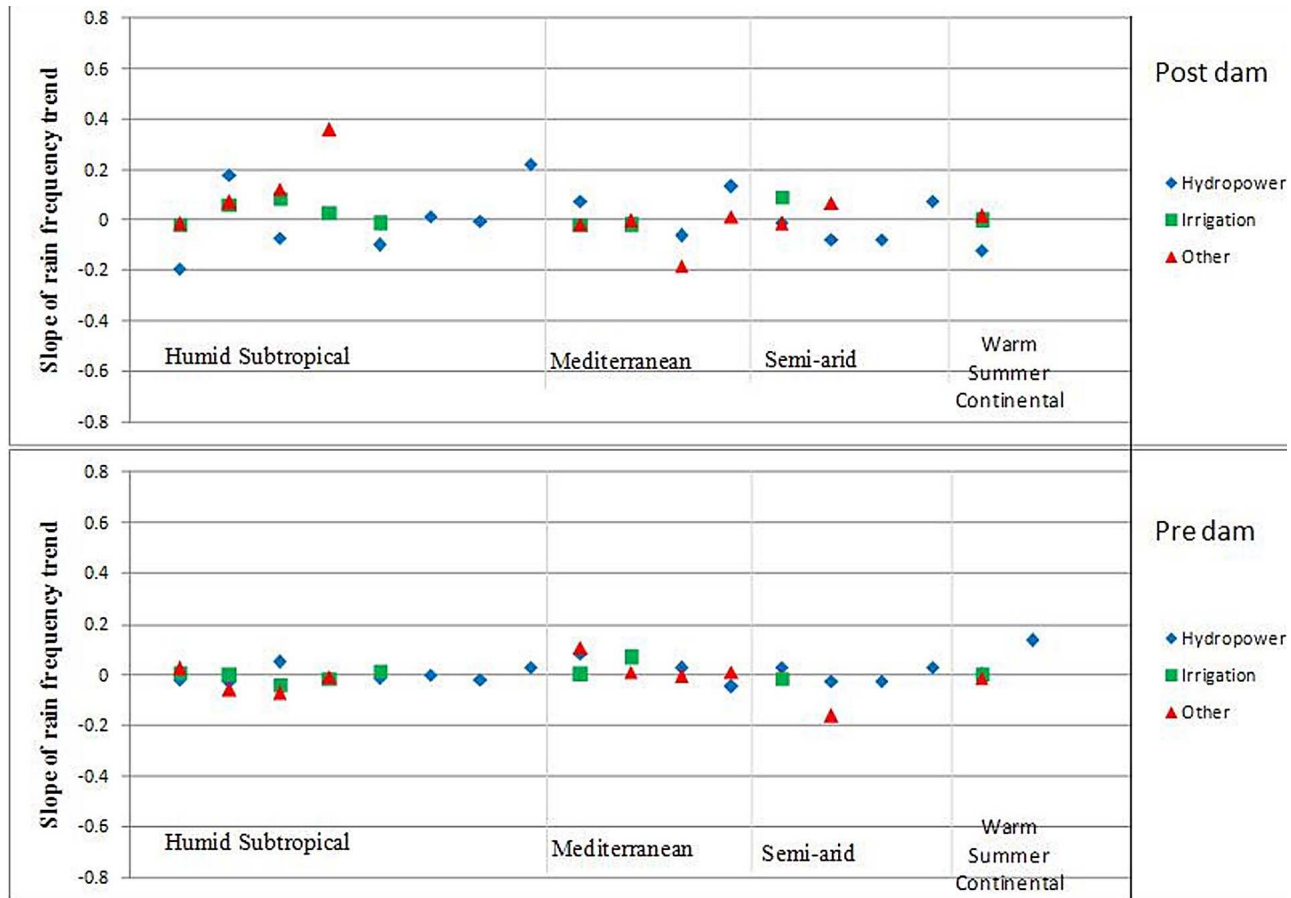 Slope of rain frequency trend
0.8
0.6
0.4
0.2
0
-0.2
-0.4
-0.6
-0.8
Humid Subtropical
Mediterranean
Semi-arid
Warm
Summer
Continental
Post dam
Hydropower
Irrigation
Other
Slope of rain frequency trend
0.8
0.6
0.4
0.2
0
-0.2
-0.4
-0.6
-0.8
Humid Subtropical
Mediterranean
Semi-arid
Warm
Summer
Continental
Pre dam
Hydropower
Irrigation
Other